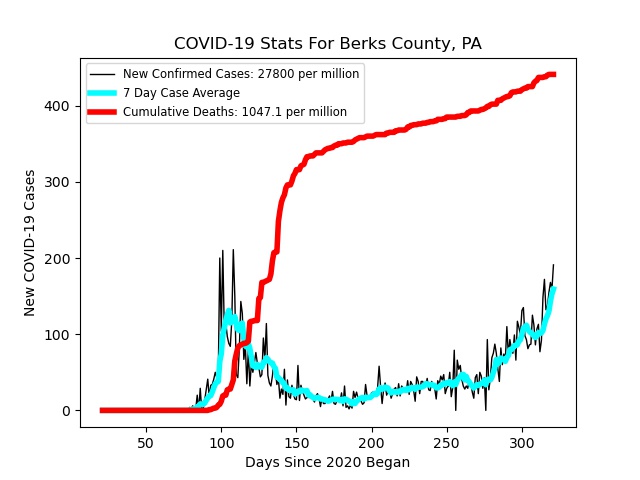 COVID-19 Stats For Berks County, PA
New Confirmed Cases: 27800 per million
7 Day Case Average
Cumulative Deaths: 1047.1 per million
New COVID-19 Cases
400
300
200
100
0
50 100 150 200 250 300
Days Since 2020 Began